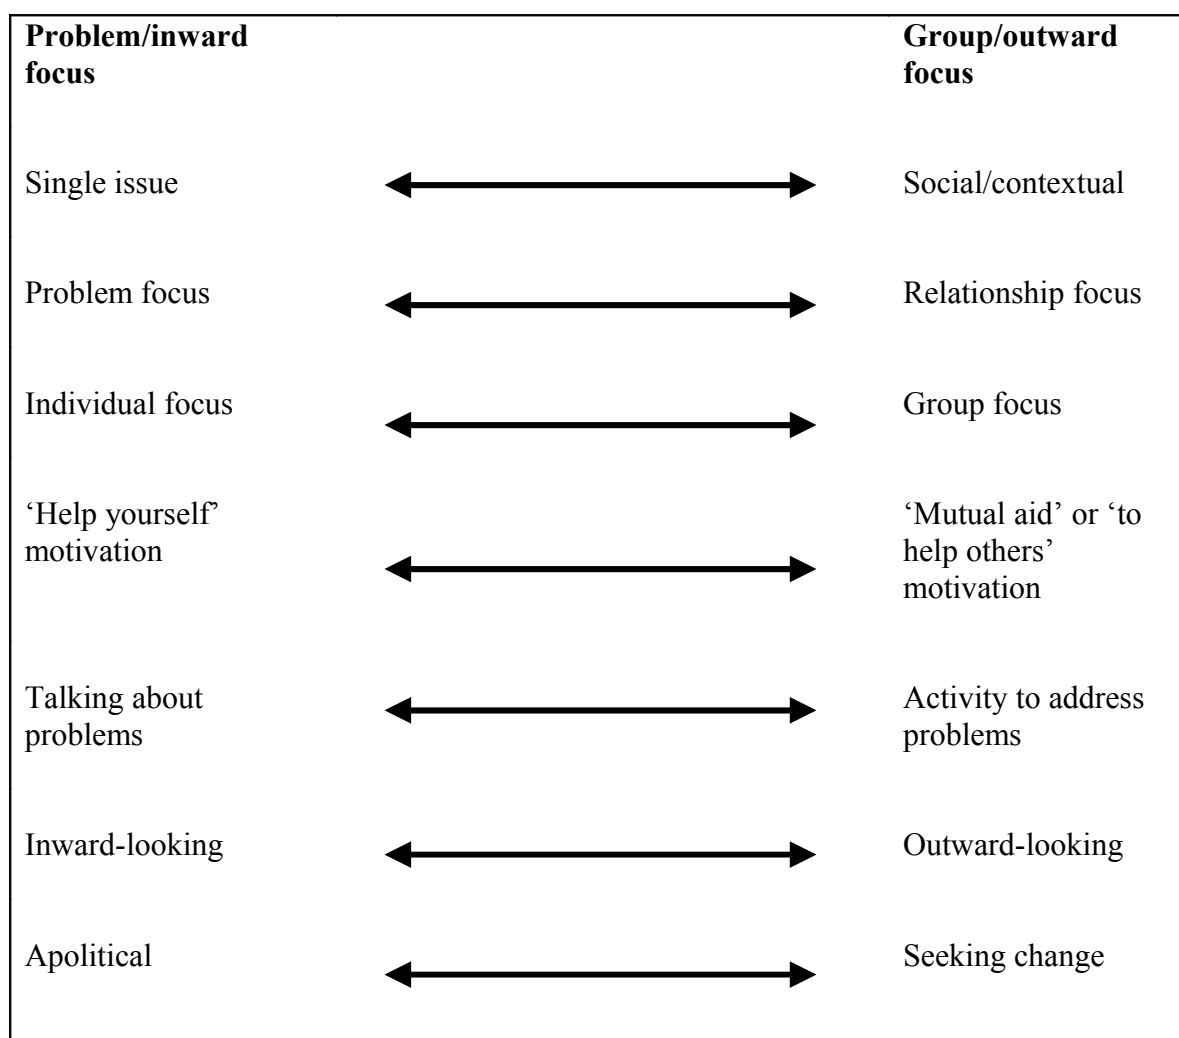 Problem/inward
focus
Group/outward
focus
Single issue
Social/contextual
Problem focus
Relationship focus
Individual focus
Group focus
‘Help yourself’
motivation
‘Mutual aid’ or ‘to
help others’
motivation
Talking about
problems
Activity to address
problems
Inward-looking
Outward-looking
Apolitical
Seeking change